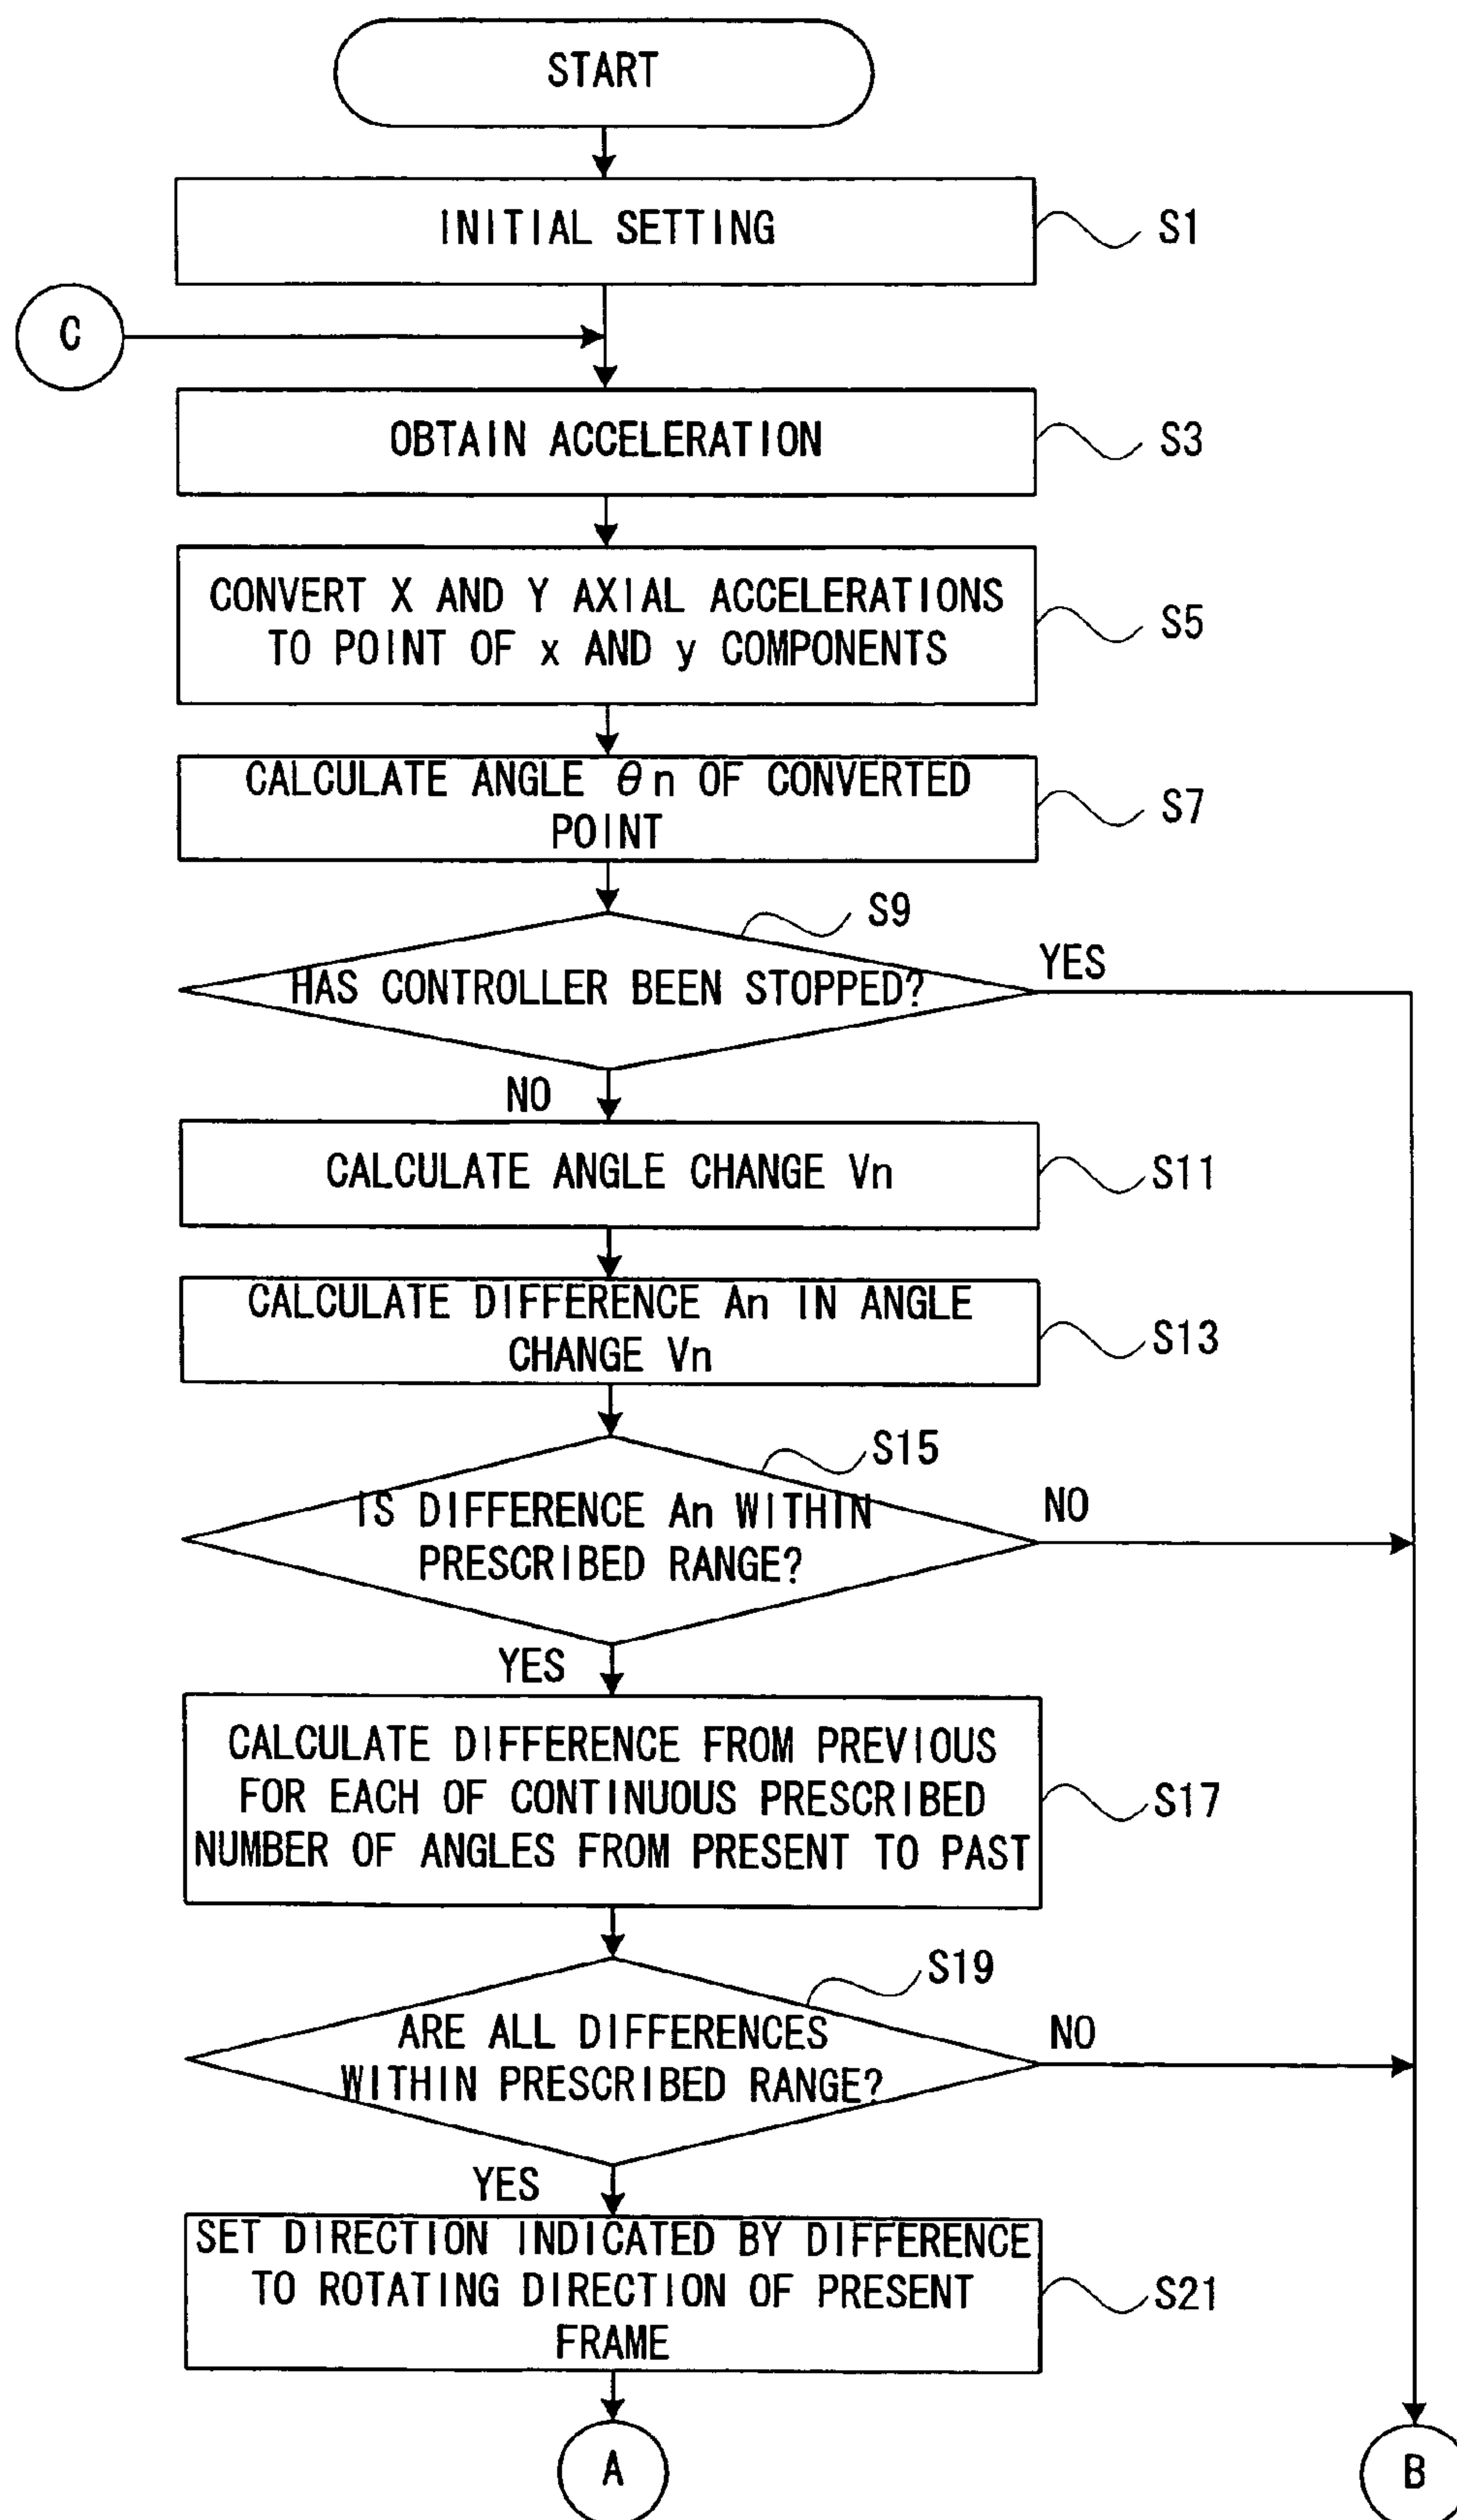 START
INITIAL SETTING
S1
C
OBTAIN ACCELERATION
S3
CONVERT X AND Y AXIAL ACCELERATIONS
TO POINT OF x AND y COMPONENTS
S5
CALCULATE ANGLE θn OF CONVERTED
POINT
S7
S9
HAS CONTROLLER BEEN STOPPED?
YES
NO
CALCULATE ANGLE CHANGE Vn
S11
CALCULATE DIFFERENCE An IN ANGLE
CHANGE Vn
S13
S15
IS DIFFERENCE An WITHIN
PRESCRIBED RANGE?
NO
YES
CALCULATE DIFFERENCE FROM PREVIOUS
FOR EACH OF CONTINUOUS PRESCRIBED
NUMBER OF ANGLES FROM PRESENT TO PAST
S17
S19
ARE ALL DIFFERENCES
WITHIN PRESCRIBED RANGE?
NO
YES
SET DIRECTION INDICATED BY DIFFERENCE
TO ROTATING DIRECTION OF PRESENT
FRAME
S21
A
B